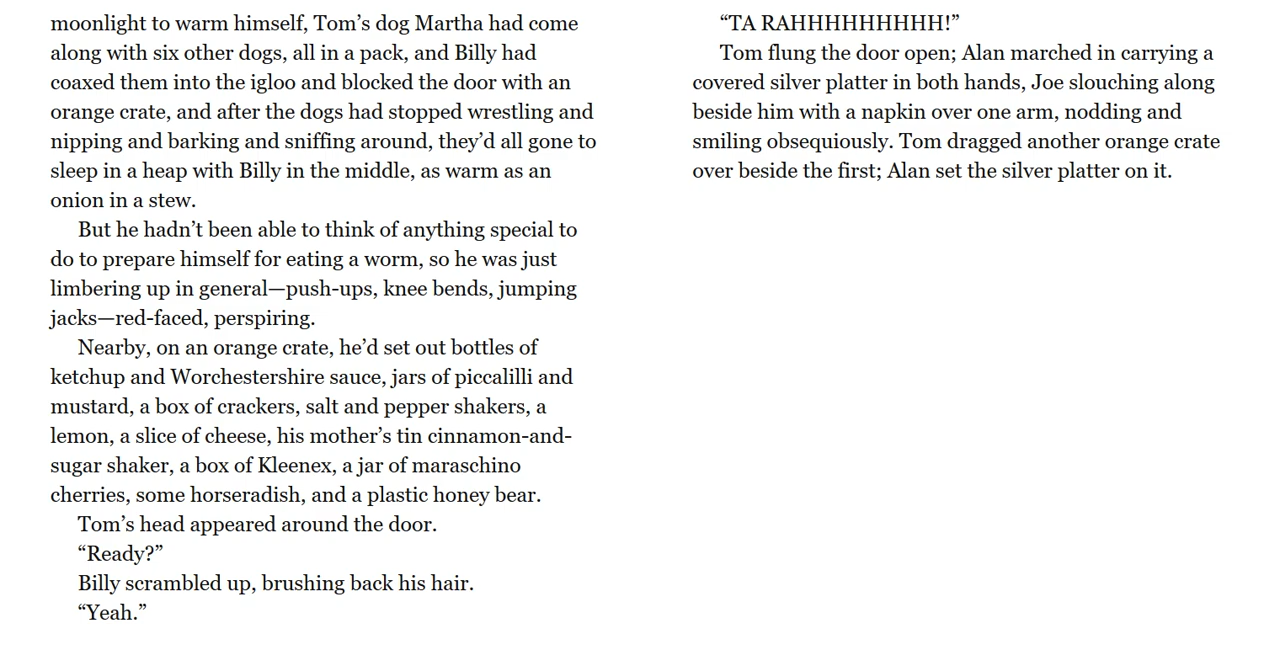 moonlight to warm himself, Tom’s dog Martha had come
along with six other dogs, all in a pack, and Billy had
coaxed them into the igloo and blocked the door with an
orange crate, and after the dogs had stopped wrestling and
nipping and barking and sniffing around, they’d all gone to
sleep in a heap with Billy in the middle, as warm as an
onion in a stew.
But he hadn’t been able to think of anything special to
do to prepare himself for eating a worm, so he was just
limbering up in general—push-ups, knee bends, jumping
jacks—red-faced, perspiring.
Nearby, on an orange crate, he’d set out bottles of
ketchup and Worchestershire sauce, jars of piccalilli and
mustard, a box of crackers, salt and pepper shakers, a
lemon, a slice of cheese, his mother’s tin cinnamon-and-
sugar shaker, a box of Kleenex, a jar of maraschino
cherries, some horseradish, and a plastic honey bear.
Tom’s head appeared around the door.
“Ready?”
Billy scrambled up, brushing back his hair.
“Yeah.”
“TA RAHHHHHHHHH!”
Tom flung the door open; Alan marched in carrying a
covered silver platter in both hands, Joe slouching along
beside him with a napkin over one arm, nodding and
smiling obsequiously. Tom dragged another orange crate
over beside the first; Alan set the silver platter on it.